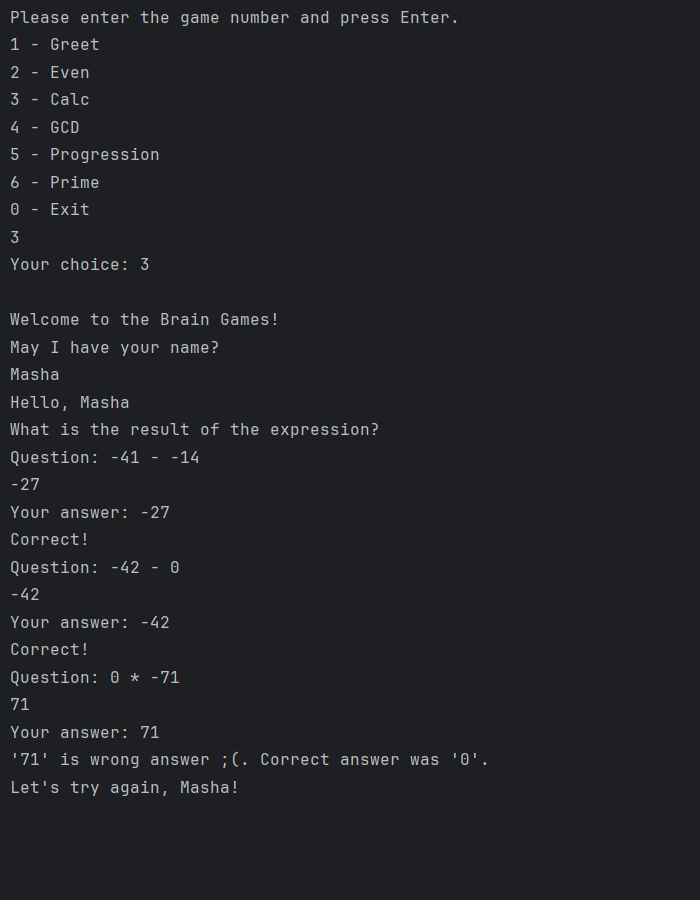 Please enter the game number and press Enter.
1 - Greet
2 - Even
3 - Calc
4 - GCD
5 - Progression
6 - Prime
0 - Exit
3
Your choice: 3
Welcome to the Brain Games!
May I have your name?
Masha
Hello, Masha
What is the result of the expression?
Question: -41 - -14
-27
Your answer: -27
Correct!
Question: -42 - 0
-42
Your answer: -42
Correct!
Question: 0 * -71
71
Your answer: 71
'71' is wrong answer ;(. Correct answer was '0'.
Let's try again, Masha!